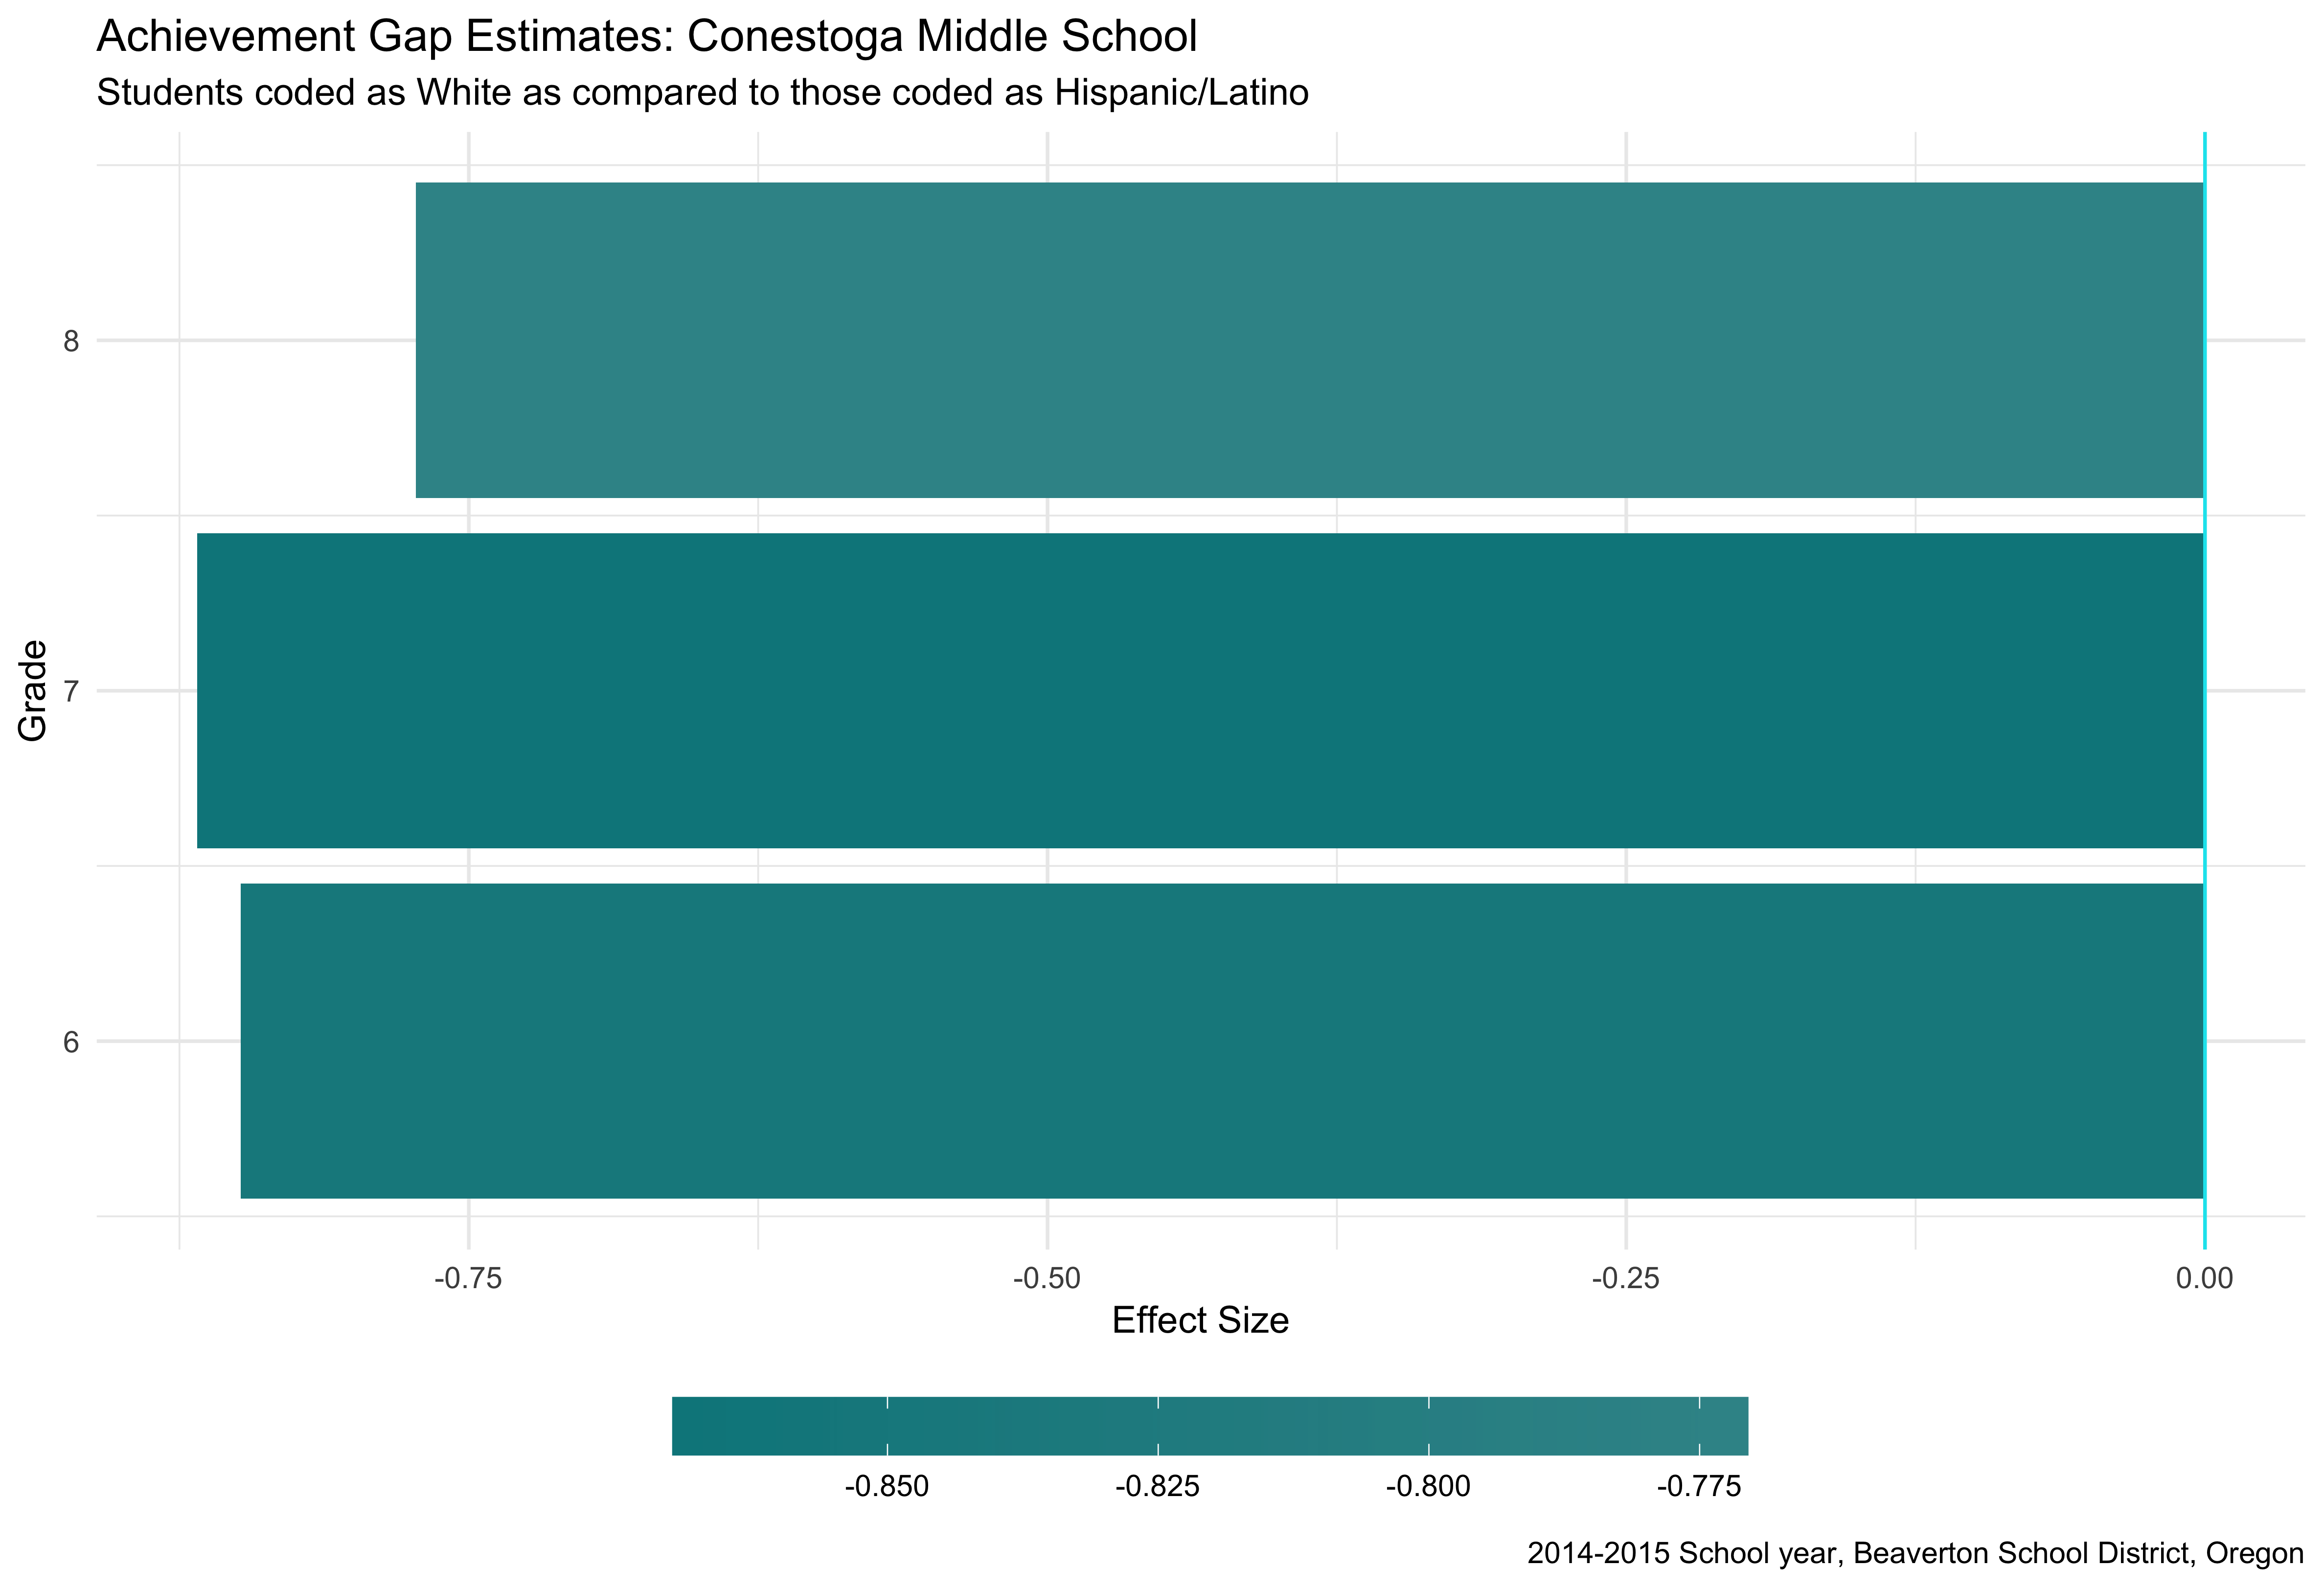 Achievement Gap Estimates: Conestoga Middle School
Students coded as White as compared to those coded as Hispanic/Latino
8
7
6
Grade
-0.75 -0.50 -0.25 0.00
Effect Size
-0.850 -0.825 -0.800 -0.775
2014-2015 School year, Beaverton School District, Oregon